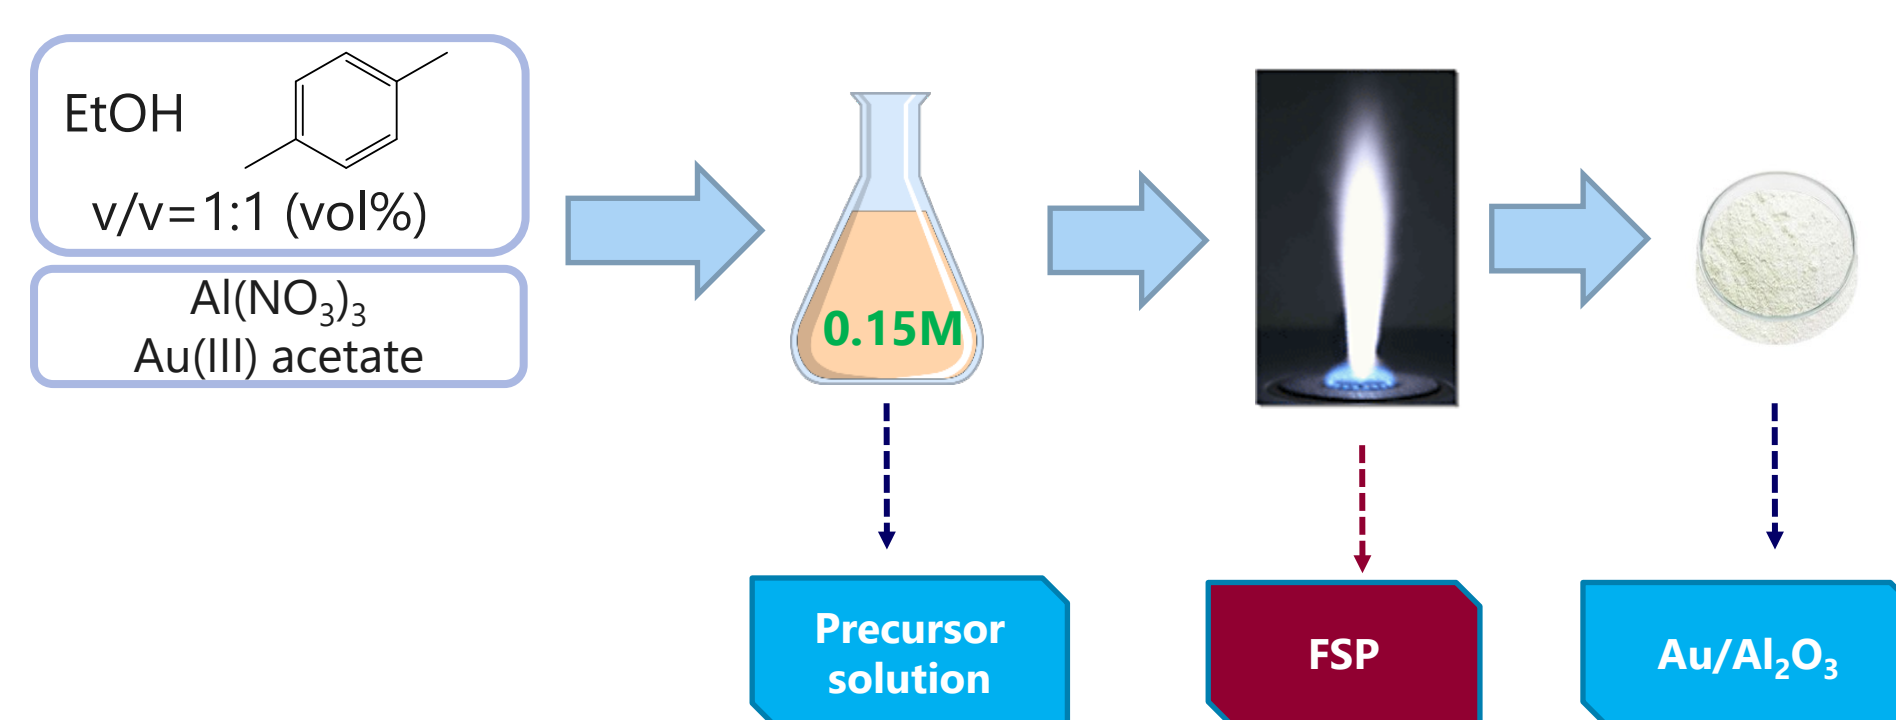 EtOH
v/v=1:1 (vol%)
Al(NO₃)₃
Au(III) acetate
0.15M
Precursor
solution
FSP
Au/Al₂O₃